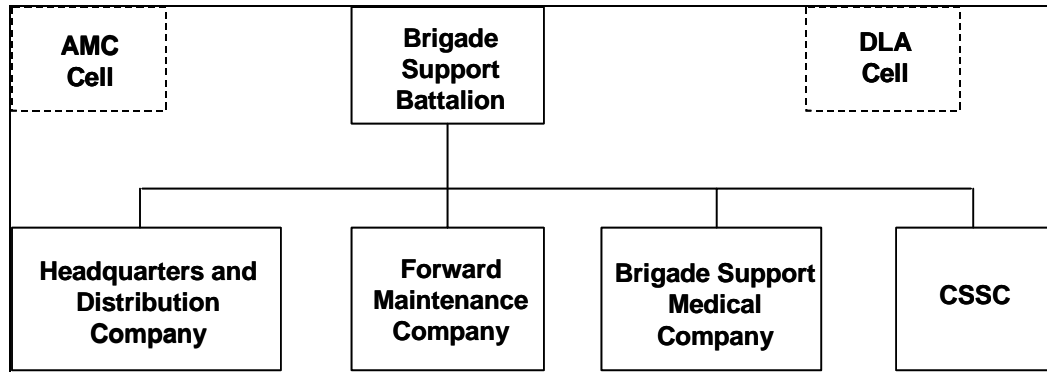 AMC
Cell
Brigade
Support
Battalion
DLA
Cell
Headquarters and
Distribution
Company
Forward
Maintenance
Company
Brigade Support
Medical
Company
CSSC